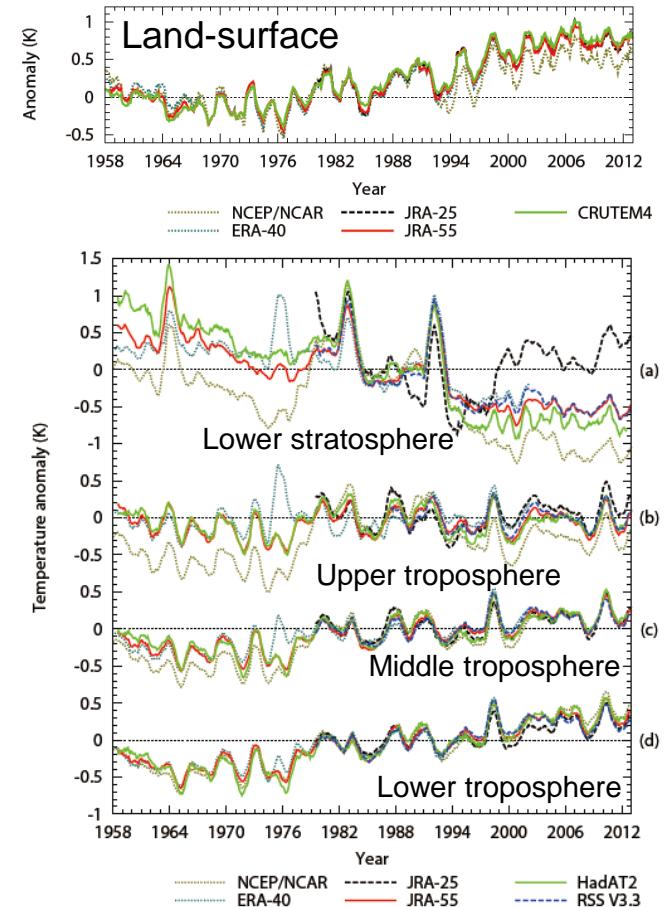 Land-surface
Anomaly (K)
1
0.5
0
-0.5
1958 1964 1970 1976 1982 1988 1994 2000 2006 2012
Year
NCEP/NCAR JRA-25 CRUTEM4
ERA-40 JRA-55
Temperature anomaly (K)
1.5
1
0.5
0 (a)
-0.5
Lower stratosphere
-1
0.5
0 (b)
-0.5
Upper troposphere
0.5
0 (c)
Middle troposphere
0.5
0 (d)
-0.5
Lower troposphere
-1
1958 1964 1970 1976 1982 1988 1994 2000 2006 2012
Year
NCEP/NCAR JRA-25 HadAT2
ERA-40 JRA-55 RSS V3.3